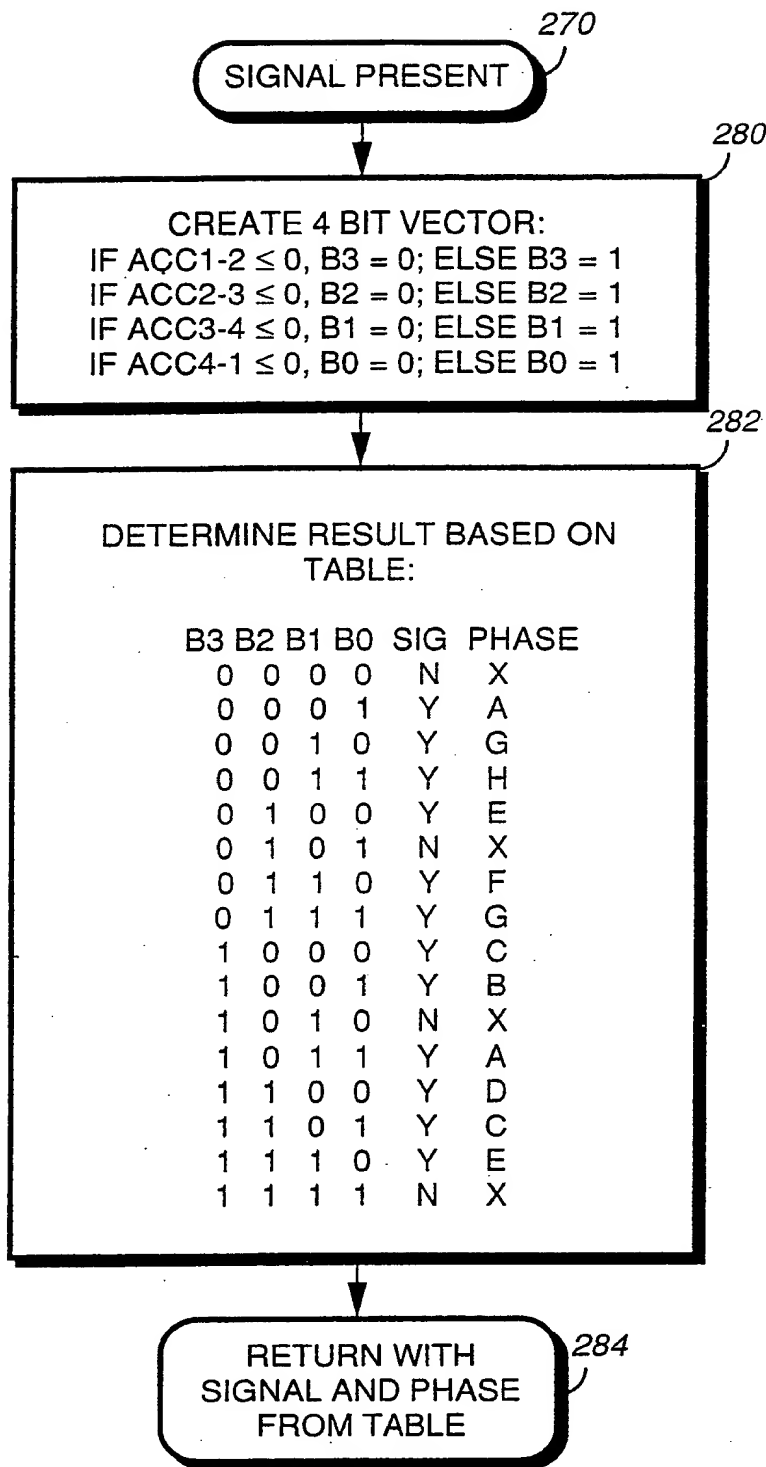 270
SIGNAL PRESENT
280
CREATE 4 BIT VECTOR:
IF ACC1-2 ≤ 0, B3 = 0; ELSE B3 = 1
IF ACC2-3 ≤ 0, B2 = 0; ELSE B2 = 1
IF ACC3-4 ≤ 0, B1 = 0; ELSE B1 = 1
IF ACC4-1 ≤ 0, B0 = 0; ELSE B0 = 1
282
DETERMINE RESULT BASED ON
TABLE:
B3 B2 B1 B0 SIG PHASE
0 0 0 0 N X
0 0 0 1 Y A
0 0 1 0 Y G
0 0 1 1 Y H
0 1 0 0 Y E
0 1 0 1 N X
0 1 1 0 Y F
0 1 1 1 Y G
1 0 0 0 Y C
1 0 0 1 Y B
1 0 1 0 N X
1 0 1 1 Y A
1 1 0 0 Y D
1 1 0 1 Y C
1 1 1 0 Y E
1 1 1 1 N X
284
RETURN WITH
SIGNAL AND PHASE
FROM TABLE